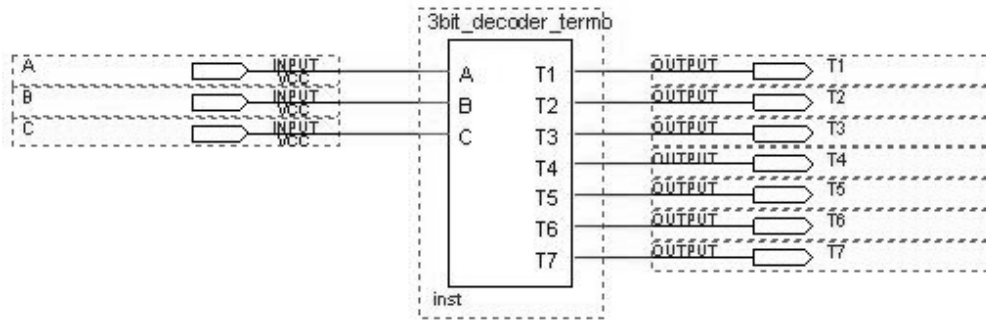 3bit_decoder_termb
A INPUT VCC
B INPUT VCC
C INPUT VCC
A T1
B T2
C T3
T4
T5
T6
T7
OUTPUT T1
OUTPUT T2
OUTPUT T3
OUTPUT T4
OUTPUT T5
OUTPUT T6
OUTPUT T7
inst